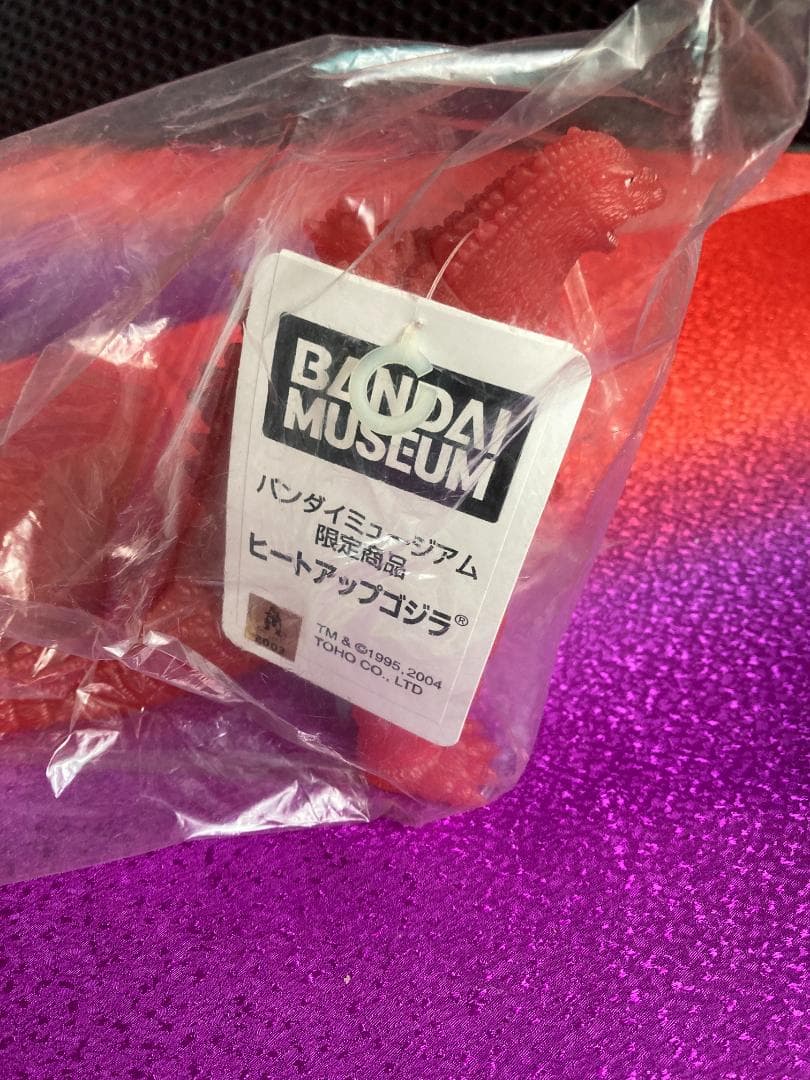 BANDAI
MUSEUM
バンダイミュージアム
限定商品
ヒートアップゴジラ®
TM & ©1995, 2004
TOHO CO., LTD